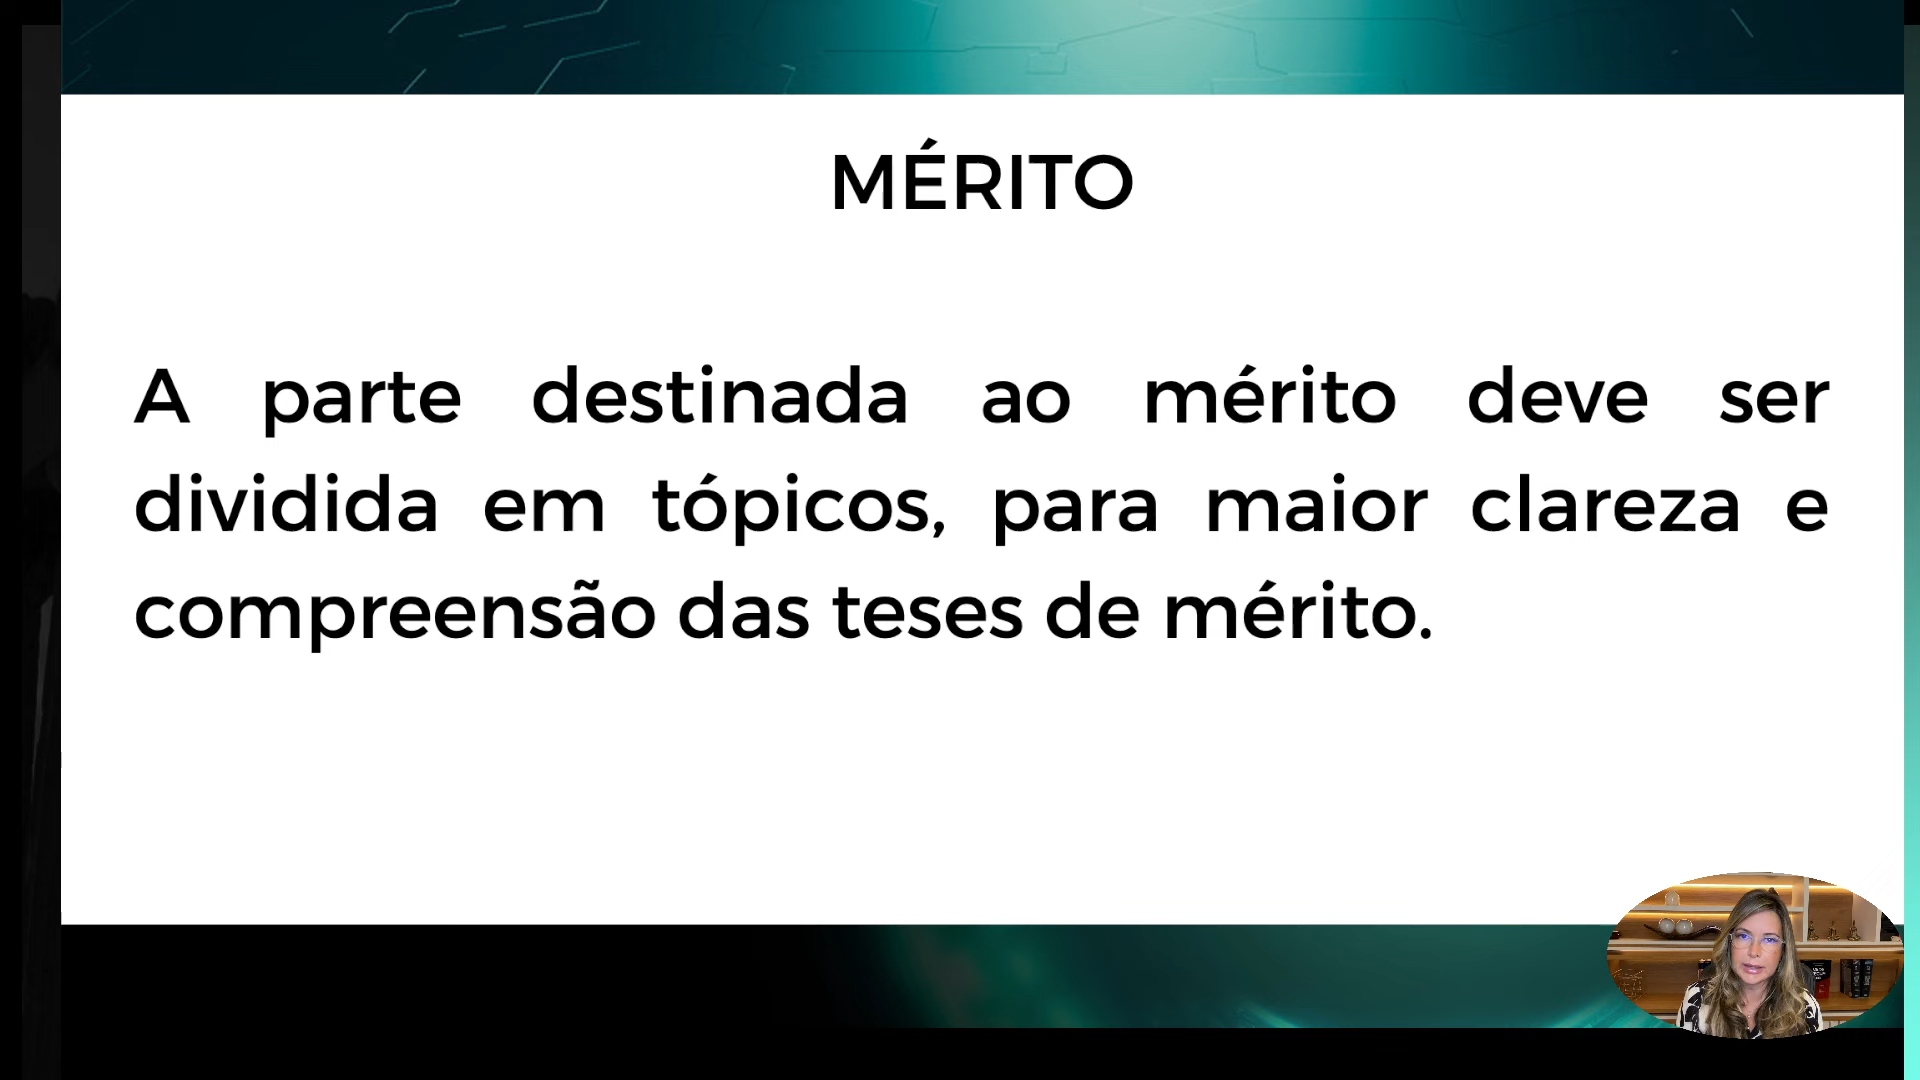 MÉRITO
A parte destinada ao mérito deve ser
dividida em tópicos, para maior clareza e
compreensão das teses de mérito.